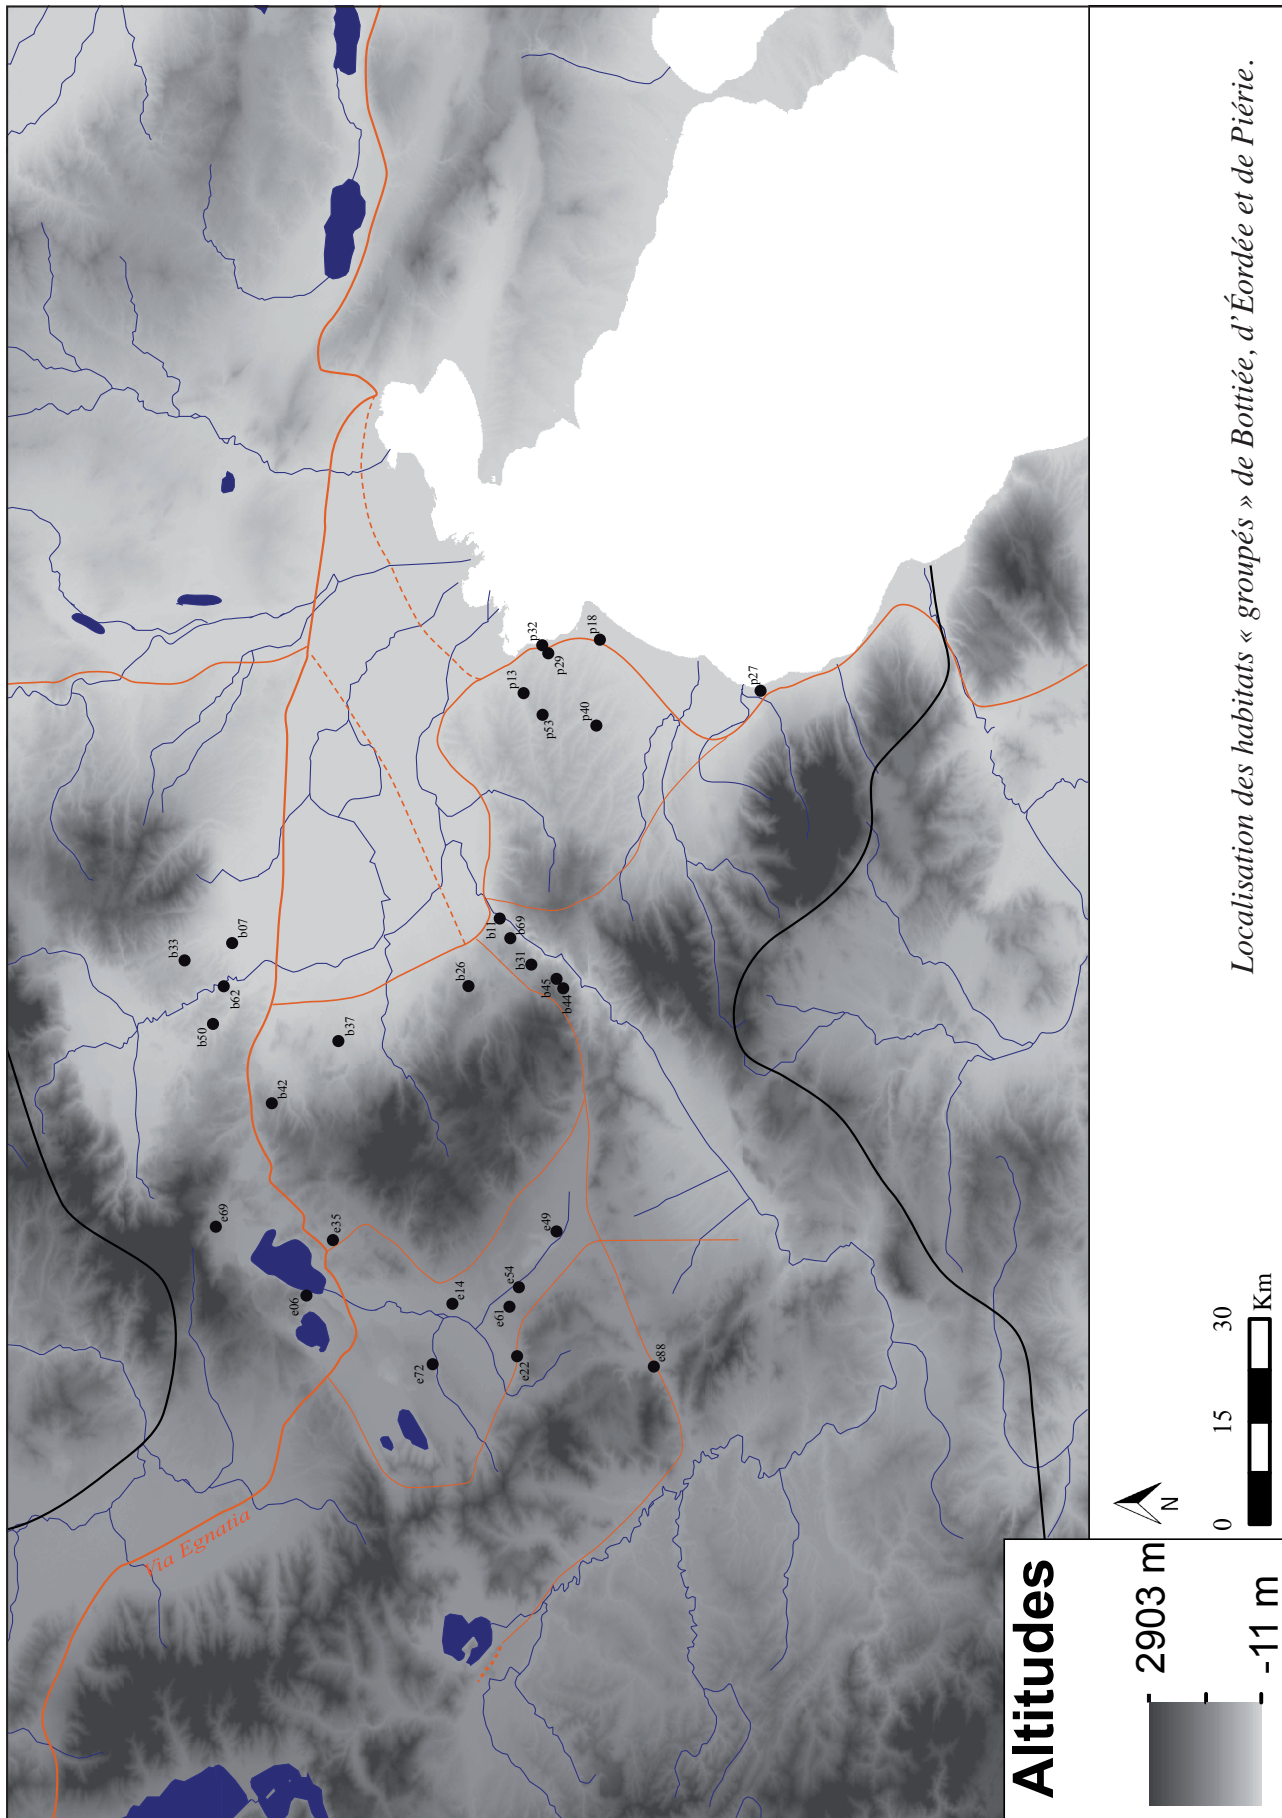 Via Egnatia
e69
e06
e35
e72
e14
e61
e54
e49
e22
e88
b42
b37
b50
b62
b33
b07
b26
b11
b69
b31
b45
b44
p13
p53
p40
p32
p29
p18
p27
Altitudes
2903 m
-11 m
N
0 15 30
Km
Localisation des habitats « groupés » de Bottiée, d'Éordée et de Piérie.